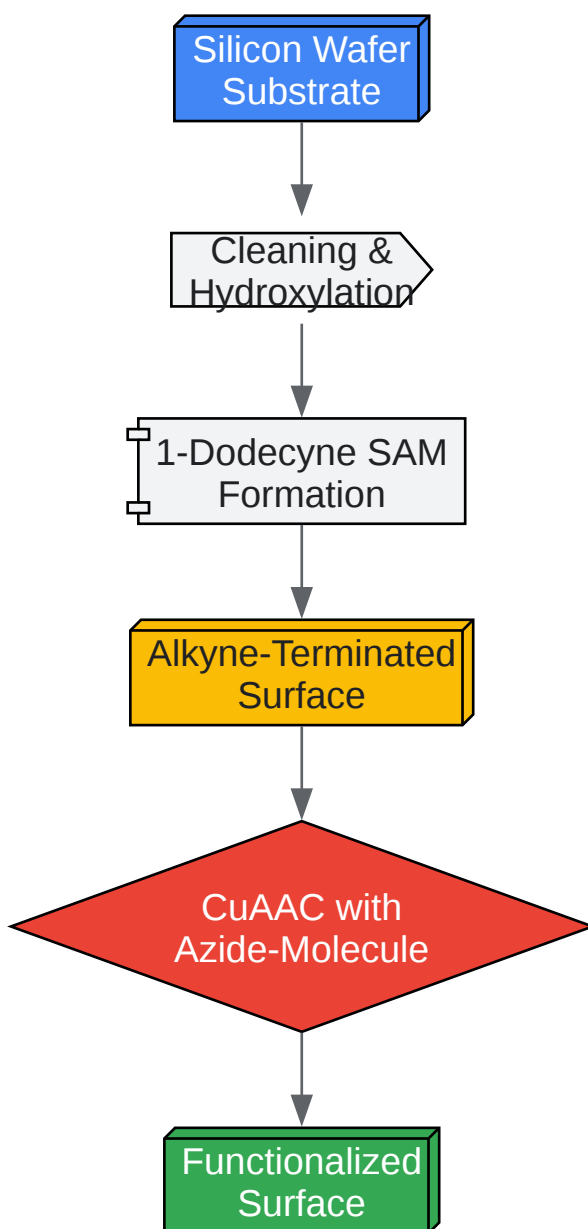 Silicon Wafer
Substrate
Cleaning &
Hydroxylation
1-Dodecyne SAM
Formation
Alkyne-Terminated
Surface
CuAAC with
Azide-Molecule
Functionalized
Surface